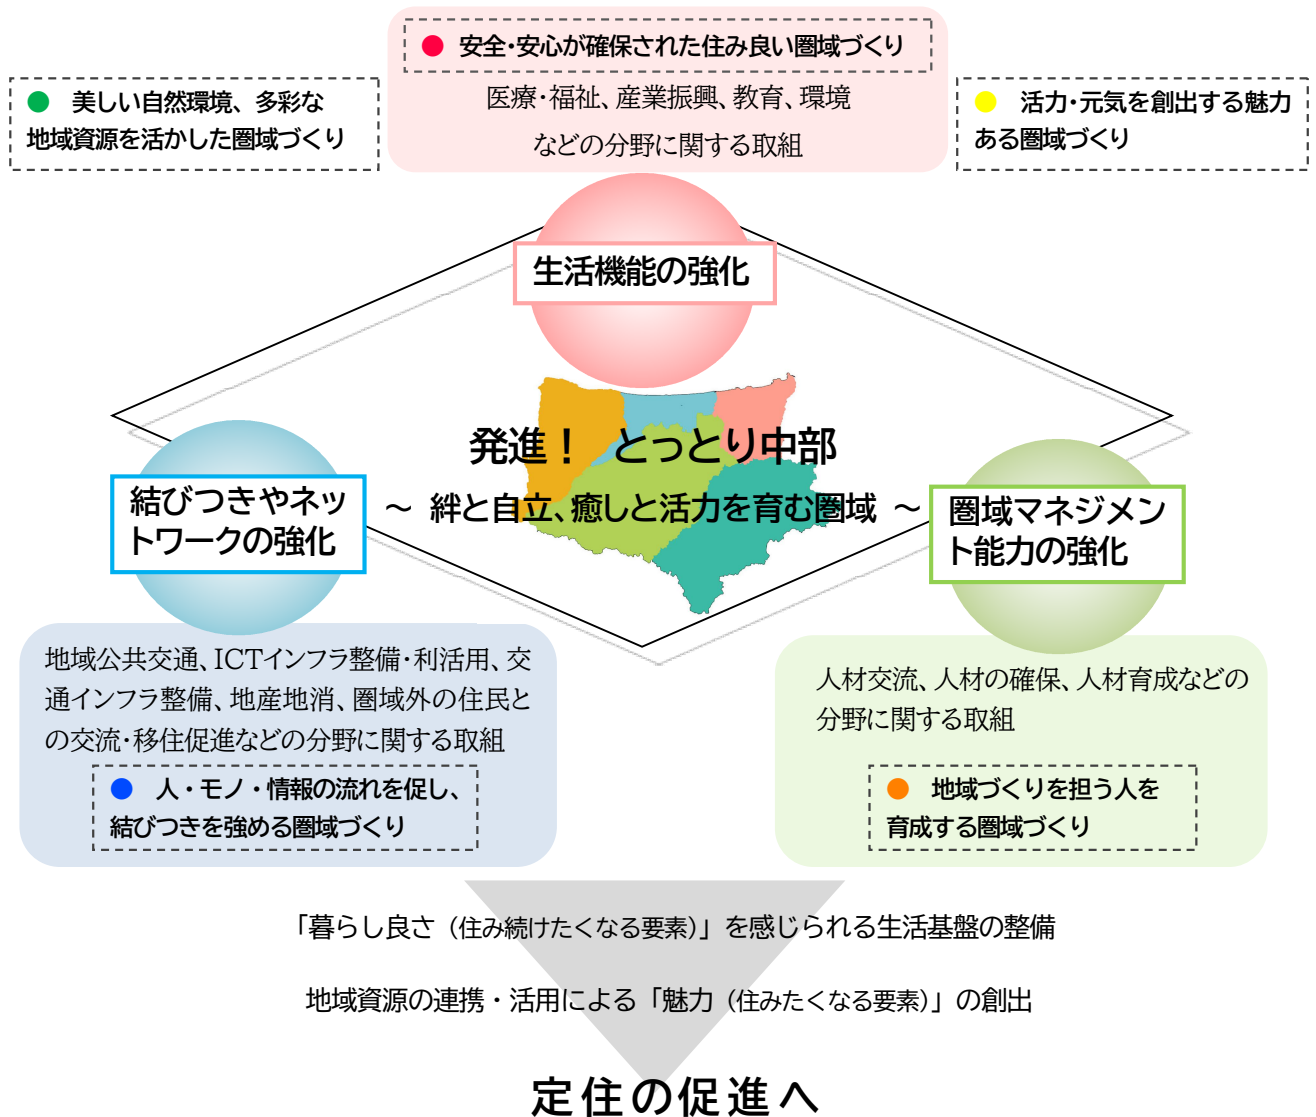 ● 安全・安心が確保された住み良い圏域づくり
医療・福祉、産業振興、教育、環境
などの分野に関する取組
● 美しい自然環境、多彩な
地域資源を活かした圏域づくり
● 活力・元気を創出する魅力
ある圏域づくり
生活機能の強化
発進！ とっとり中部
～ 絆と自立、癒しと活力を育む圏域 ～
結びつきやネッ
トワークの強化
圏域マネジメン
ト能力の強化
地域公共交通、ICTインフラ整備・利活用、交
通インフラ整備、地産地消、圏域外の住民と
の交流・移住促進などの分野に関する取組
● 人・モノ・情報の流れを促し、
結びつきを強める圏域づくり
人材交流、人材の確保、人材育成などの
分野に関する取組
● 地域づくりを担う人を
育成する圏域づくり
「暮らし良さ（住み続けたくなる要素）」を感じられる生活基盤の整備
地域資源の連携・活用による「魅力（住みたくなる要素）」の創出
定住の促進へ